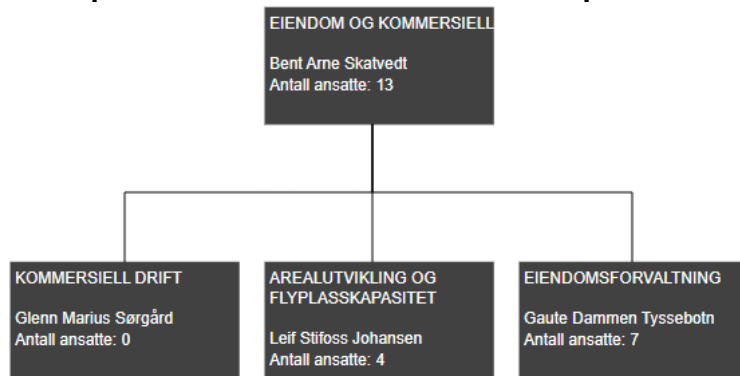 EIENDOM OG KOMMERSIELL
Bent Arne Skatvedt
Antall ansatte: 13
KOMMERSIELL DRIFT
Glenn Marius Sørgård
Antall ansatte: 0
AREALUTVIKLING OG
FLYPLASSKAPASITET
Leif Stifoss Johansen
Antall ansatte: 4
EIENDOMSFORVALTNING
Gaute Dammen Tyssebotn
Antall ansatte: 7